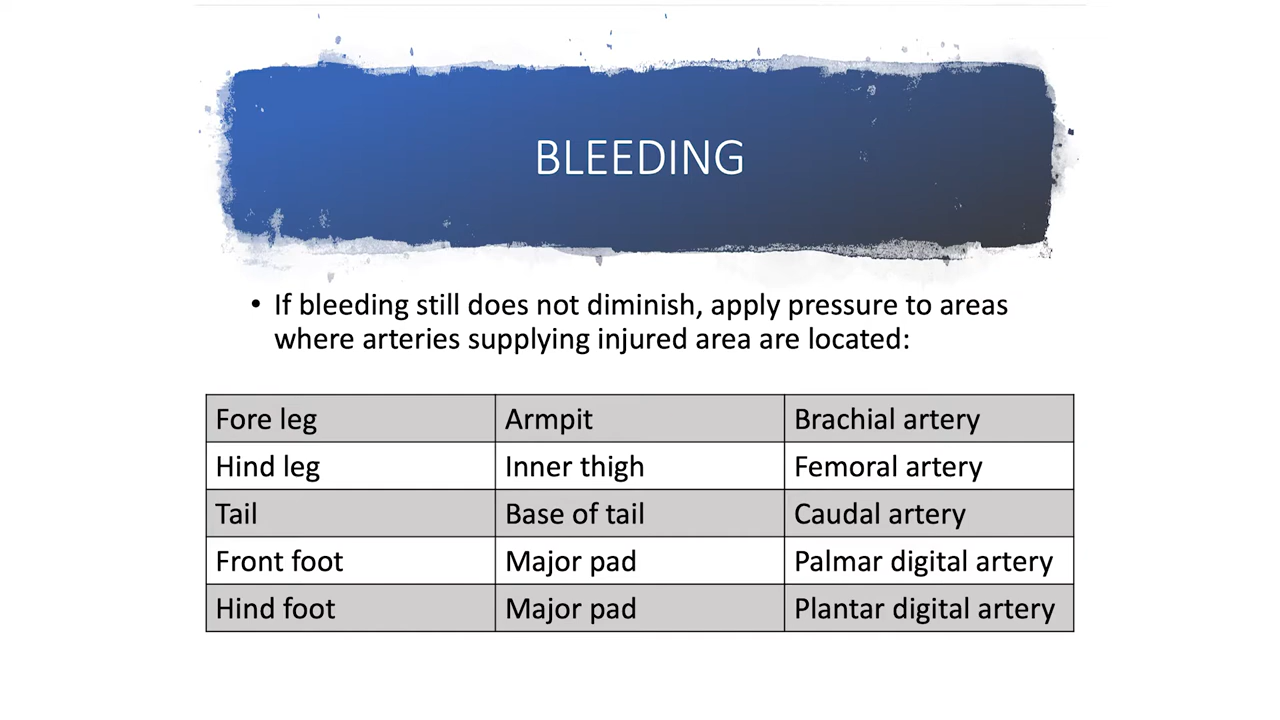 BLEEDING
• If bleeding still does not diminish, apply pressure to areas
where arteries supplying injured area are located:
Fore leg Armpit Brachial artery
Hind leg Inner thigh Femoral artery
Tail Base of tail Caudal artery
Front foot Major pad Palmar digital artery
Hind foot Major pad Plantar digital artery